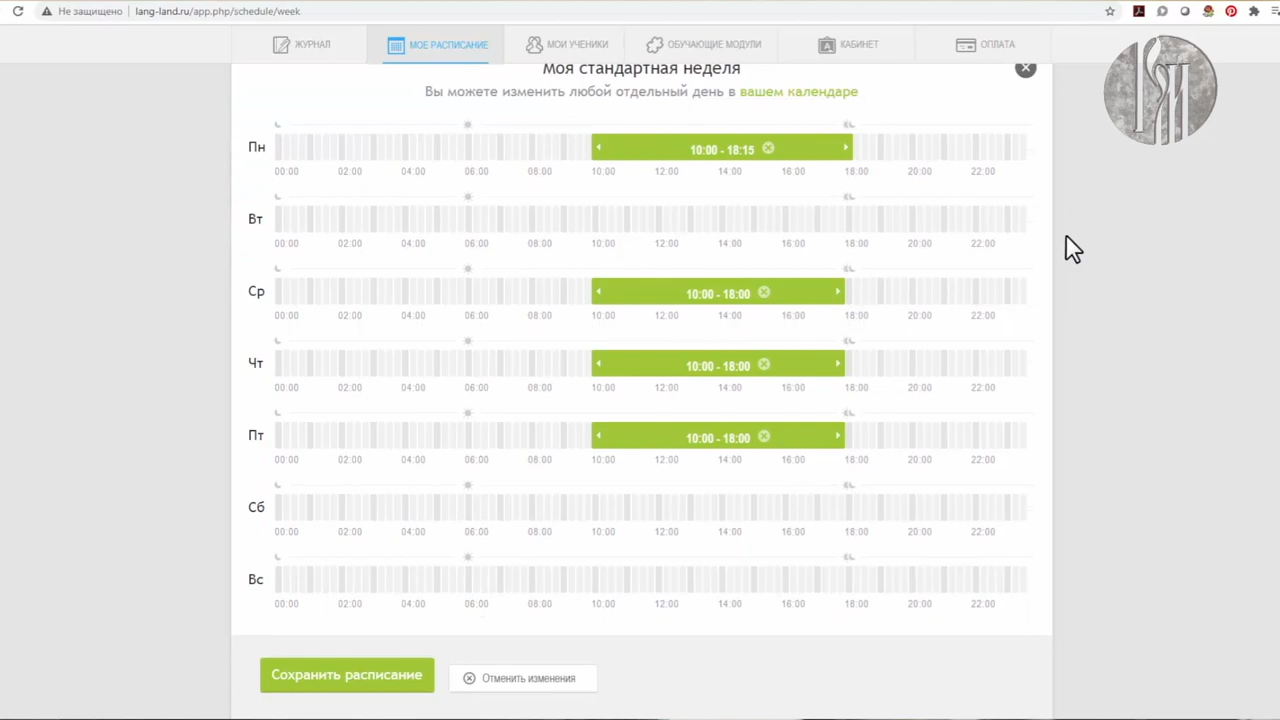 Не защищено
lang-land.ru/app.php/schedule/week
ЖУРНАЛ
МОЕ РАСПИСАНИЕ
МОИ УЧЕНИКИ
ОБУЧАЮЩИЕ МОДУЛИ
КАБИНЕТ
ОПЛАТА
Моя стандартная неделя
Вы можете изменить любой отдельный день в вашем календаре
Пн 10:00 - 18:15
00:00 02:00 04:00 06:00 08:00 10:00 12:00 14:00 16:00 18:00 20:00 22:00
Вт
00:00 02:00 04:00 06:00 08:00 10:00 12:00 14:00 16:00 18:00 20:00 22:00
Ср 10:00 - 18:00
00:00 02:00 04:00 06:00 08:00 10:00 12:00 14:00 16:00 18:00 20:00 22:00
Чт 10:00 - 18:00
00:00 02:00 04:00 06:00 08:00 10:00 12:00 14:00 16:00 18:00 20:00 22:00
Пт 10:00 - 18:00
00:00 02:00 04:00 06:00 08:00 10:00 12:00 14:00 16:00 18:00 20:00 22:00
Сб
00:00 02:00 04:00 06:00 08:00 10:00 12:00 14:00 16:00 18:00 20:00 22:00
Вс
00:00 02:00 04:00 06:00 08:00 10:00 12:00 14:00 16:00 18:00 20:00 22:00
Сохранить расписание
Отменить изменения